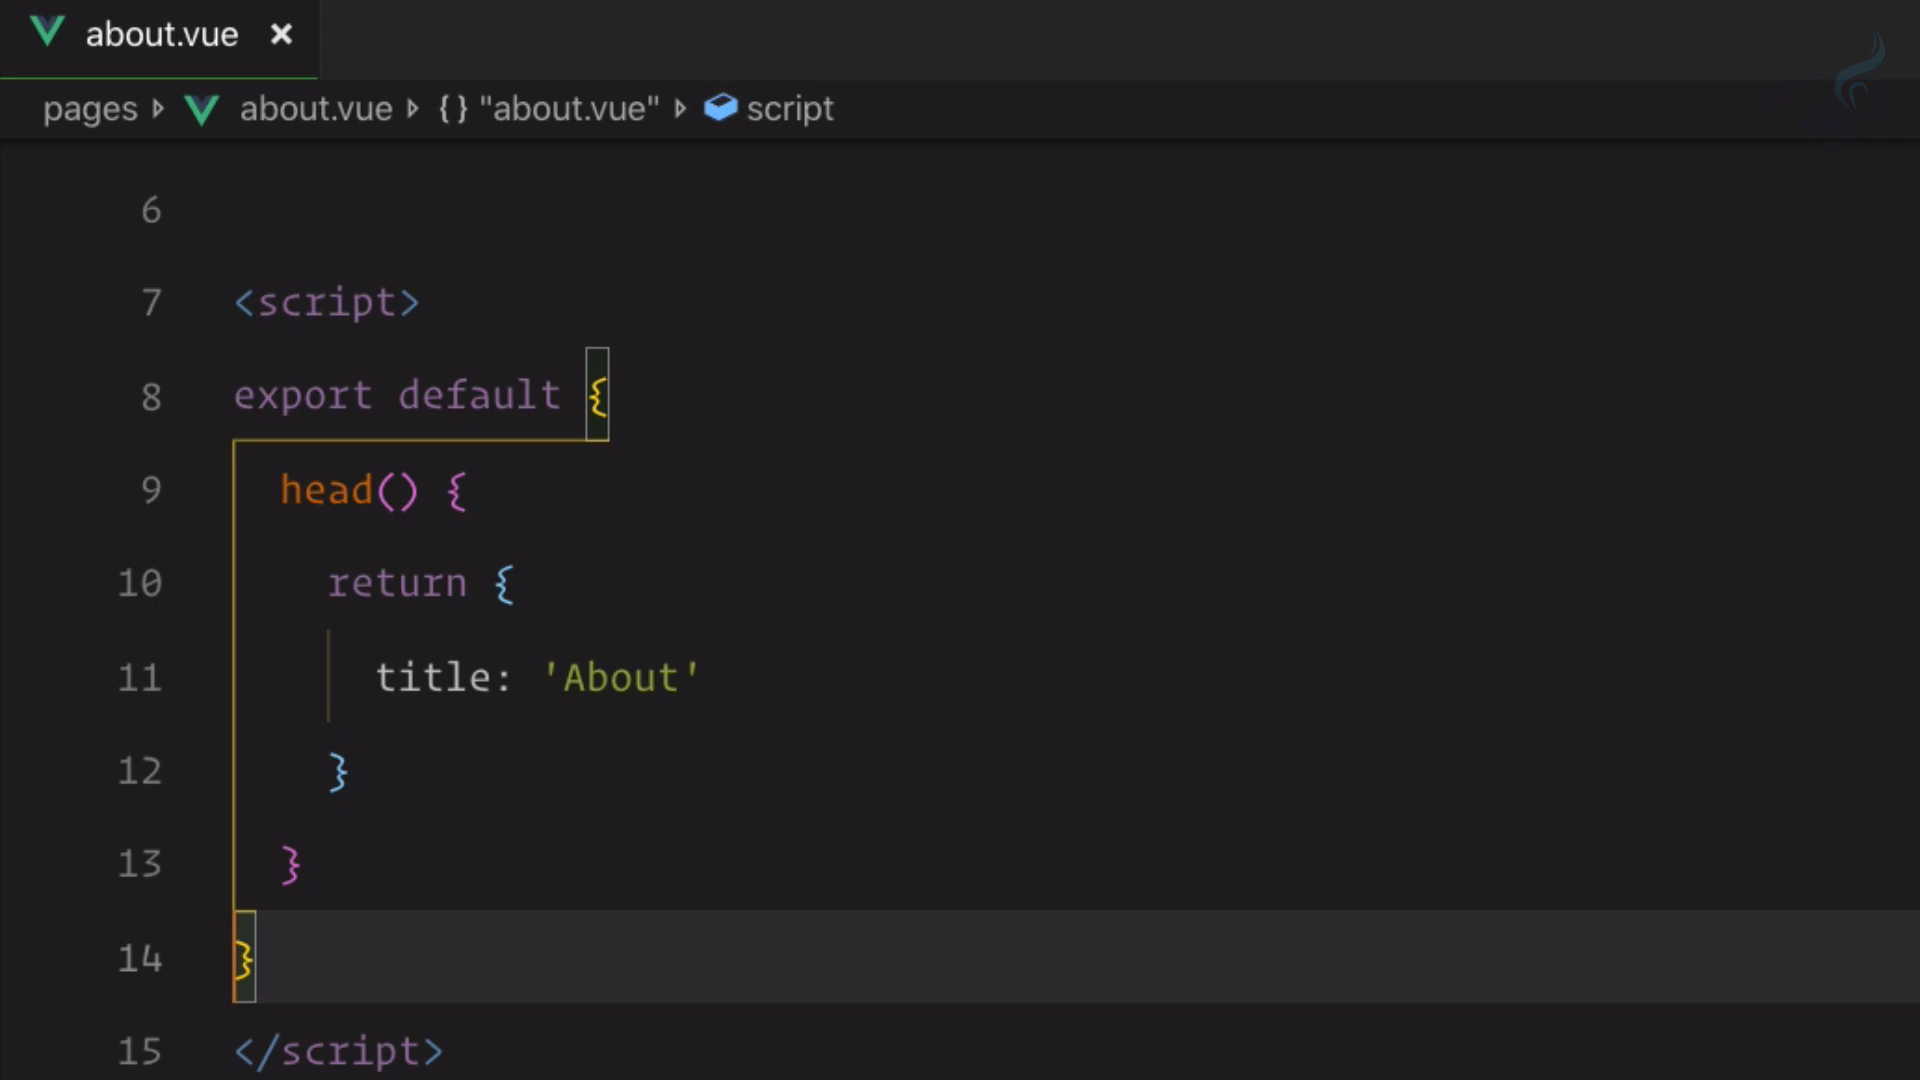 about.vue ×
pages about.vue {} "about.vue" script
6
7 <script>
8 export default {
9 head() {
10 return {
11 title: 'About'
12 }
13 }
14 }
15 </script>